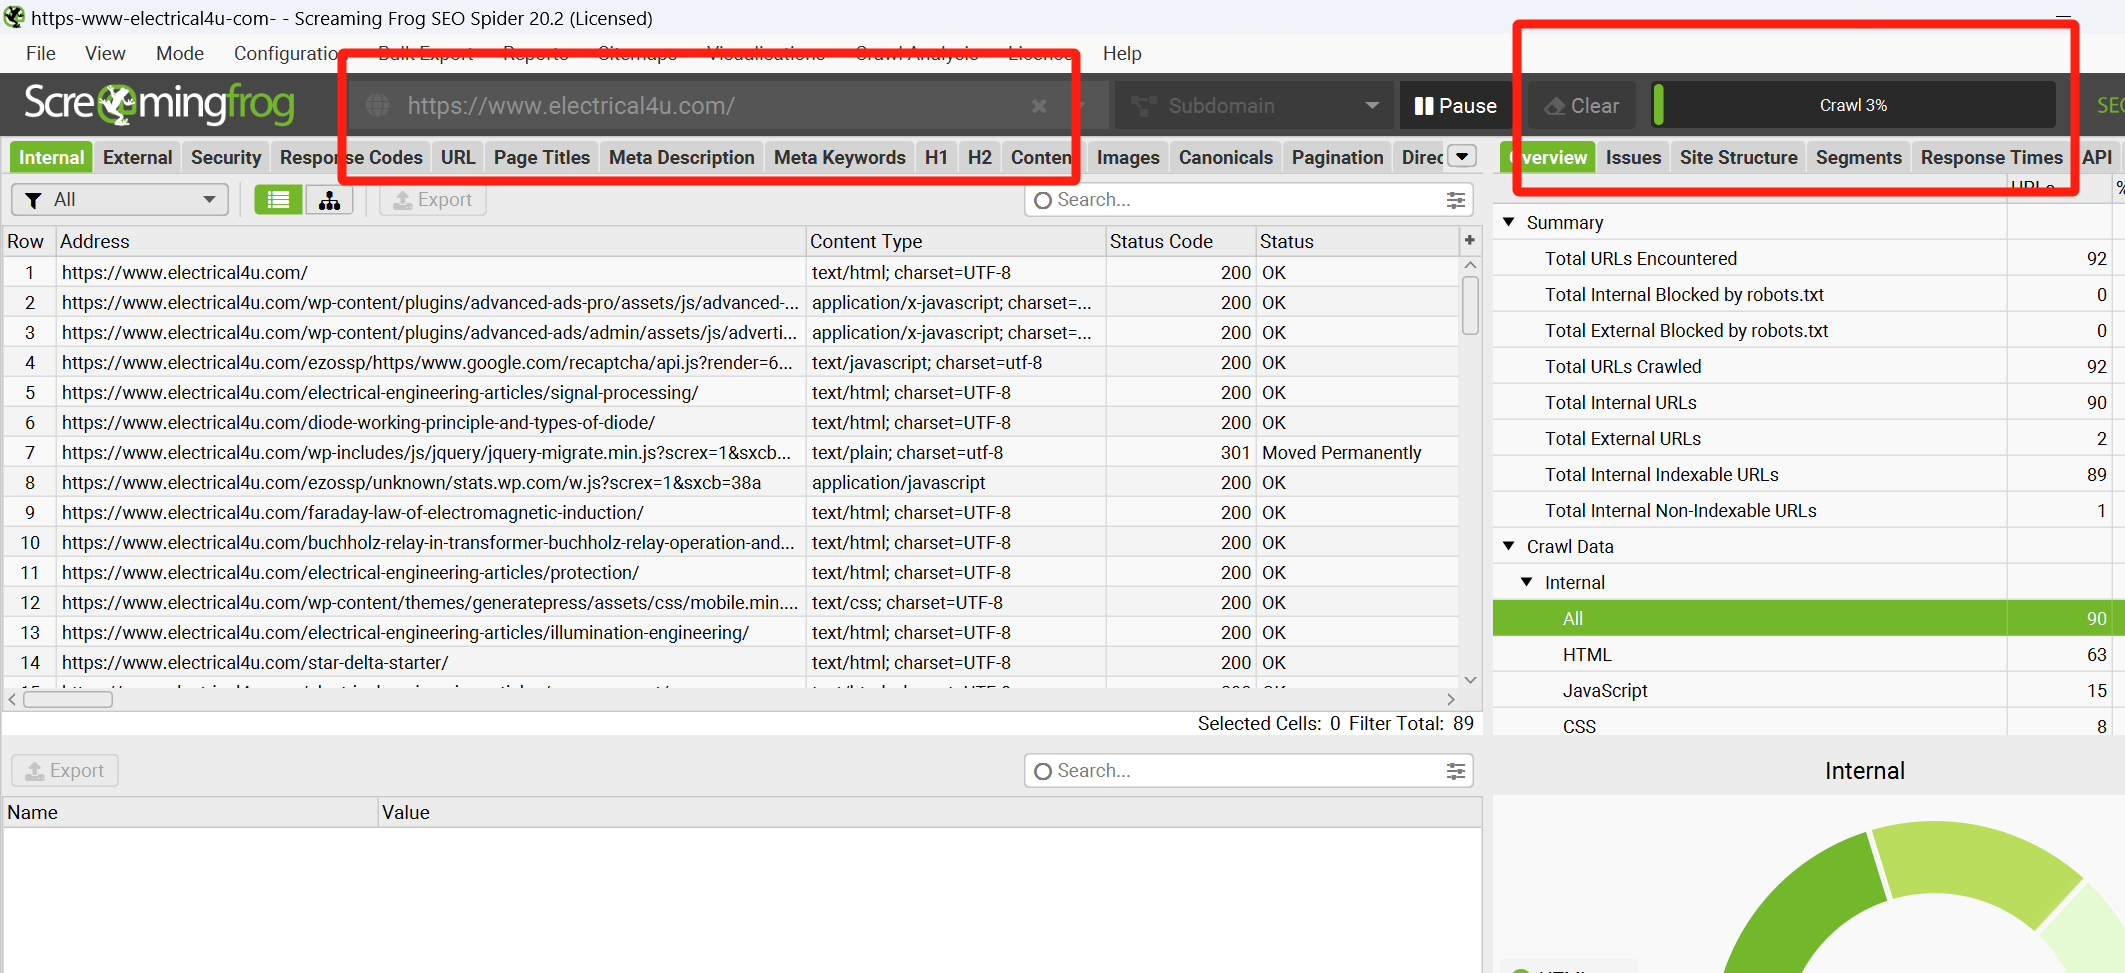 https-www-electrical4u-com- - Screaming Frog SEO Spider 20.2 (Licensed)
File View Mode Configuration Bulk Export Reports Sitemaps Visualisations Crawl Analysis Licence Help
Screamingfrog https://www.electrical4u.com/ Subdomain Pause Clear Crawl 3% SEO
Internal External Security Response Codes URL Page Titles Meta Description Meta Keywords H1 H2 Content Images Canonicals Pagination Direc
Overview Issues Site Structure Segments Response Times API
All Export Search...
URLs %
Row Address Content Type Status Code Status
1 https://www.electrical4u.com/ text/html; charset=UTF-8 200 OK
2 https://www.electrical4u.com/wp-content/plugins/advanced-ads-pro/assets/js/advanced-... application/x-javascript; charset=... 200 OK
3 https://www.electrical4u.com/wp-content/plugins/advanced-ads/admin/assets/js/adverti... application/x-javascript; charset=... 200 OK
4 https://www.electrical4u.com/ezossp/https/www.google.com/recaptcha/api.js?render=6... text/javascript; charset=utf-8 200 OK
5 https://www.electrical4u.com/electrical-engineering-articles/signal-processing/ text/html; charset=UTF-8 200 OK
6 https://www.electrical4u.com/diode-working-principle-and-types-of-diode/ text/html; charset=UTF-8 200 OK
7 https://www.electrical4u.com/wp-includes/js/jquery/jquery-migrate.min.js?screx=1&sxcb... text/plain; charset=utf-8 301 Moved Permanently
8 https://www.electrical4u.com/ezossp/unknown/stats.wp.com/w.js?screx=1&sxcb=38a application/javascript 200 OK
9 https://www.electrical4u.com/faraday-law-of-electromagnetic-induction/ text/html; charset=UTF-8 200 OK
10 https://www.electrical4u.com/buchholz-relay-in-transformer-buchholz-relay-operation-and... text/html; charset=UTF-8 200 OK
11 https://www.electrical4u.com/electrical-engineering-articles/protection/ text/html; charset=UTF-8 200 OK
12 https://www.electrical4u.com/wp-content/themes/generatepress/assets/css/mobile.min.... text/css; charset=UTF-8 200 OK
13 https://www.electrical4u.com/electrical-engineering-articles/illumination-engineering/ text/html; charset=UTF-8 200 OK
14 https://www.electrical4u.com/star-delta-starter/ text/html; charset=UTF-8 200 OK
Selected Cells: 0 Filter Total: 89
Export Search...
Name Value
Summary
Total URLs Encountered 92
Total Internal Blocked by robots.txt 0
Total External Blocked by robots.txt 0
Total URLs Crawled 92
Total Internal URLs 90
Total External URLs 2
Total Internal Indexable URLs 89
Total Internal Non-Indexable URLs 1
Crawl Data
Internal
All 90
HTML 63
JavaScript 15
CSS 8
Internal